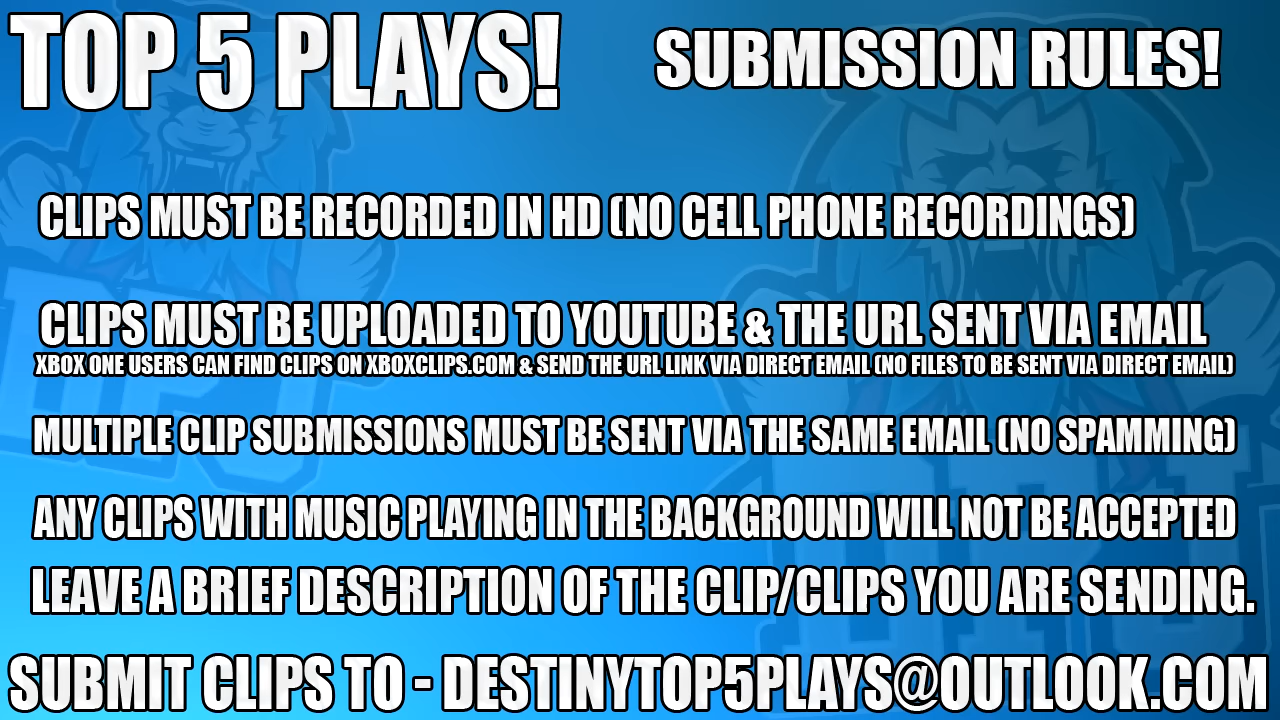 TOP 5 PLAYS!
SUBMISSION RULES!
CLIPS MUST BE RECORDED IN HD (NO CELL PHONE RECORDINGS)
CLIPS MUST BE UPLOADED TO YOUTUBE & THE URL SENT VIA EMAIL
XBOX ONE USERS CAN FIND CLIPS ON XBOXCLIPS.COM & SEND THE URL LINK VIA DIRECT EMAIL (NO FILES TO BE SENT VIA DIRECT EMAIL)
MULTIPLE CLIP SUBMISSIONS MUST BE SENT VIA THE SAME EMAIL (NO SPAMMING)
ANY CLIPS WITH MUSIC PLAYING IN THE BACKGROUND WILL NOT BE ACCEPTED
LEAVE A BRIEF DESCRIPTION OF THE CLIP/CLIPS YOU ARE SENDING.
SUBMIT CLIPS TO - DESTINYTOP5PLAYS@OUTLOOK.COM